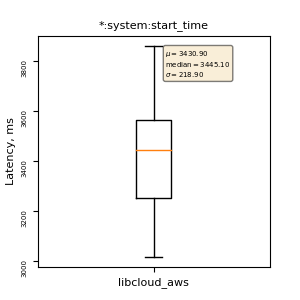 *:system:start_time
μ = 3430.90
median = 3445.10
σ = 218.90
Latency, ms
3800
3600
3400
3200
3000
libcloud_aws